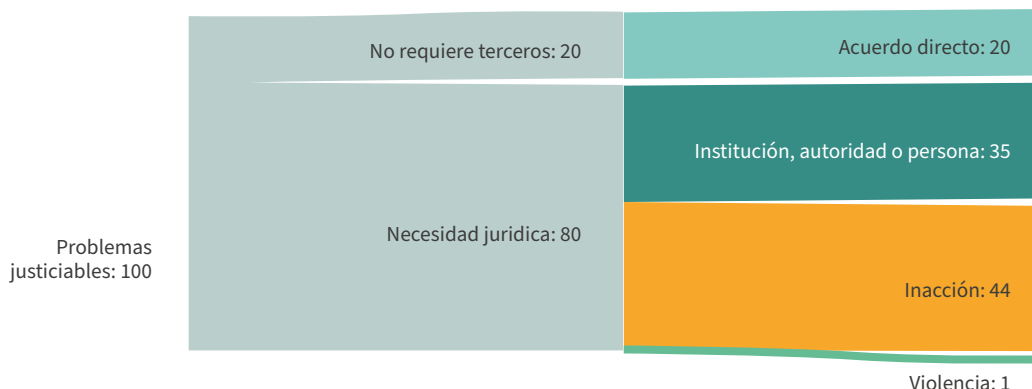 No requiere terceros: 20
Acuerdo directo: 20
Institución, autoridad o persona: 35
Necesidad juridica: 80
Problemas
justiciables: 100
Inacción: 44
Violencia: 1